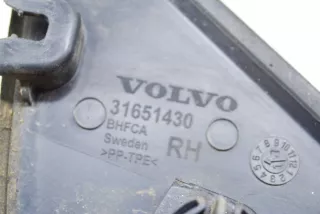 VOLVO
31651430
BHFCA
Sweden RH
>PP-TPE<